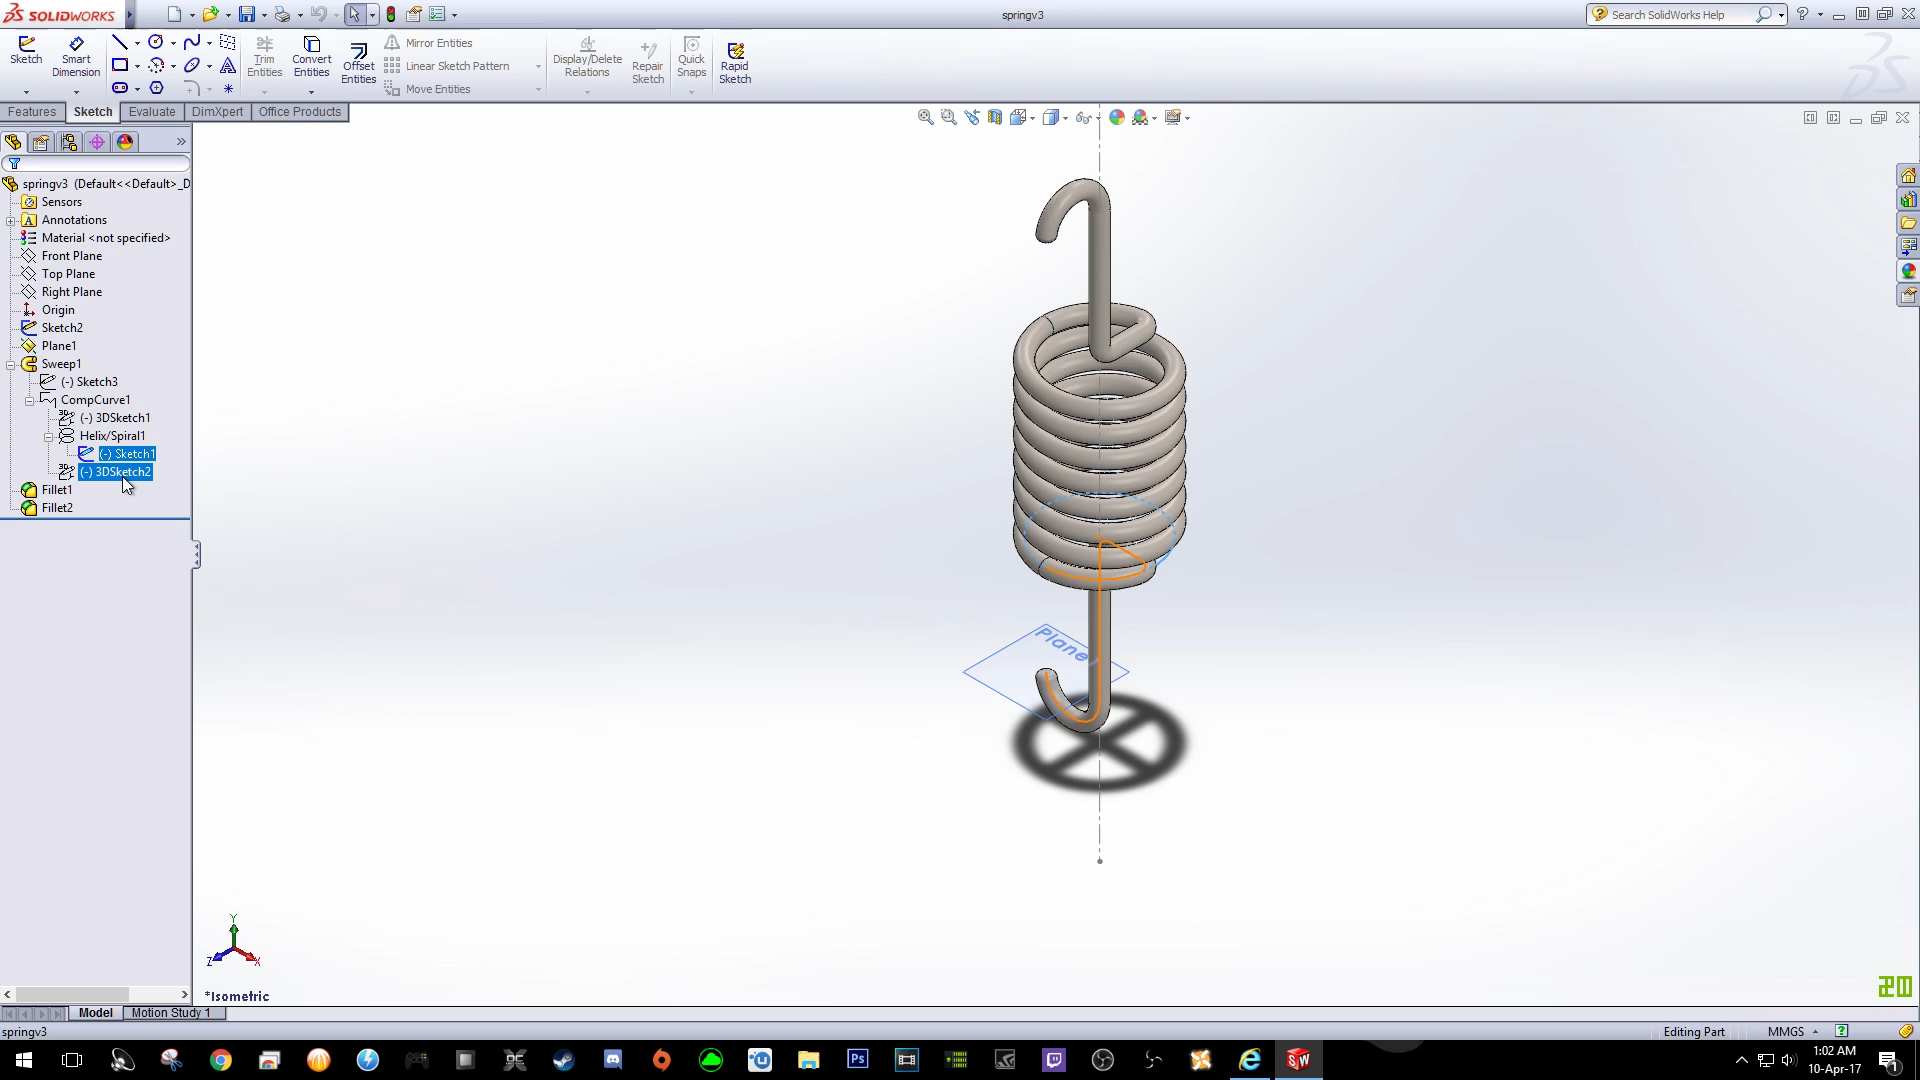 SOLIDWORKS
springv3
Search SolidWorks Help
Sketch
Smart Dimension
Trim Entities
Convert Entities
Offset Entities
Mirror Entities
Linear Sketch Pattern
Move Entities
Display/Delete Relations
Repair Sketch
Quick Snaps
Rapid Sketch
Features
Sketch
Evaluate
DimXpert
Office Products
springv3 (Default<<Default>_D
Sensors
Annotations
Material <not specified>
Front Plane
Top Plane
Right Plane
Origin
Sketch2
Plane1
Sweep1
(-) Sketch3
CompCurve1
(-) 3DSketch1
Helix/Spiral1
(-) Sketch1
(-) 3DSketch2
Fillet1
Fillet2
Plane
Y
Z
X
*Isometric
20
Model
Motion Study 1
springv3
Editing Part
MMGS
1:02 AM
10-Apr-17